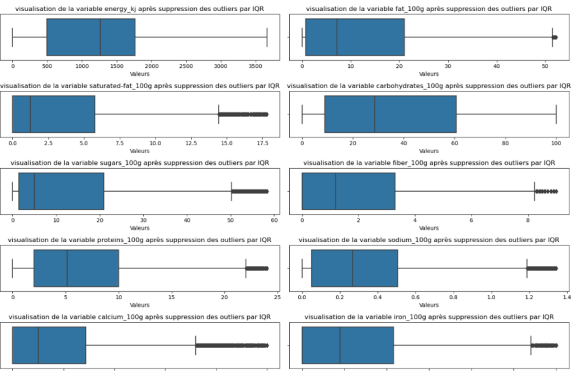 visualisation de la variable energy_kj après suppression des outliers par IQR
visualisation de la variable fat_100g après suppression des outliers par IQR
0 500 1000 1500 2000 2500 3000 3500
0 10 20 30 40 50
Valeurs
Valeurs
visualisation de la variable saturated-fat_100g après suppression des outliers par IQR
visualisation de la variable carbohydrates_100g après suppression des outliers par IQR
0.0 2.5 5.0 7.5 10.0 12.5 15.0 17.5
0 20 40 60 80 100
Valeurs
Valeurs
visualisation de la variable sugars_100g après suppression des outliers par IQR
visualisation de la variable fiber_100g après suppression des outliers par IQR
0 10 20 30 40 50 60
0 2 4 6 8
Valeurs
Valeurs
visualisation de la variable proteins_100g après suppression des outliers par IQR
visualisation de la variable sodium_100g après suppression des outliers par IQR
0 5 10 15 20 25
0.0 0.2 0.4 0.6 0.8 1.0 1.2 1.4
Valeurs
Valeurs
visualisation de la variable calcium_100g après suppression des outliers par IQR
visualisation de la variable iron_100g après suppression des outliers par IQR